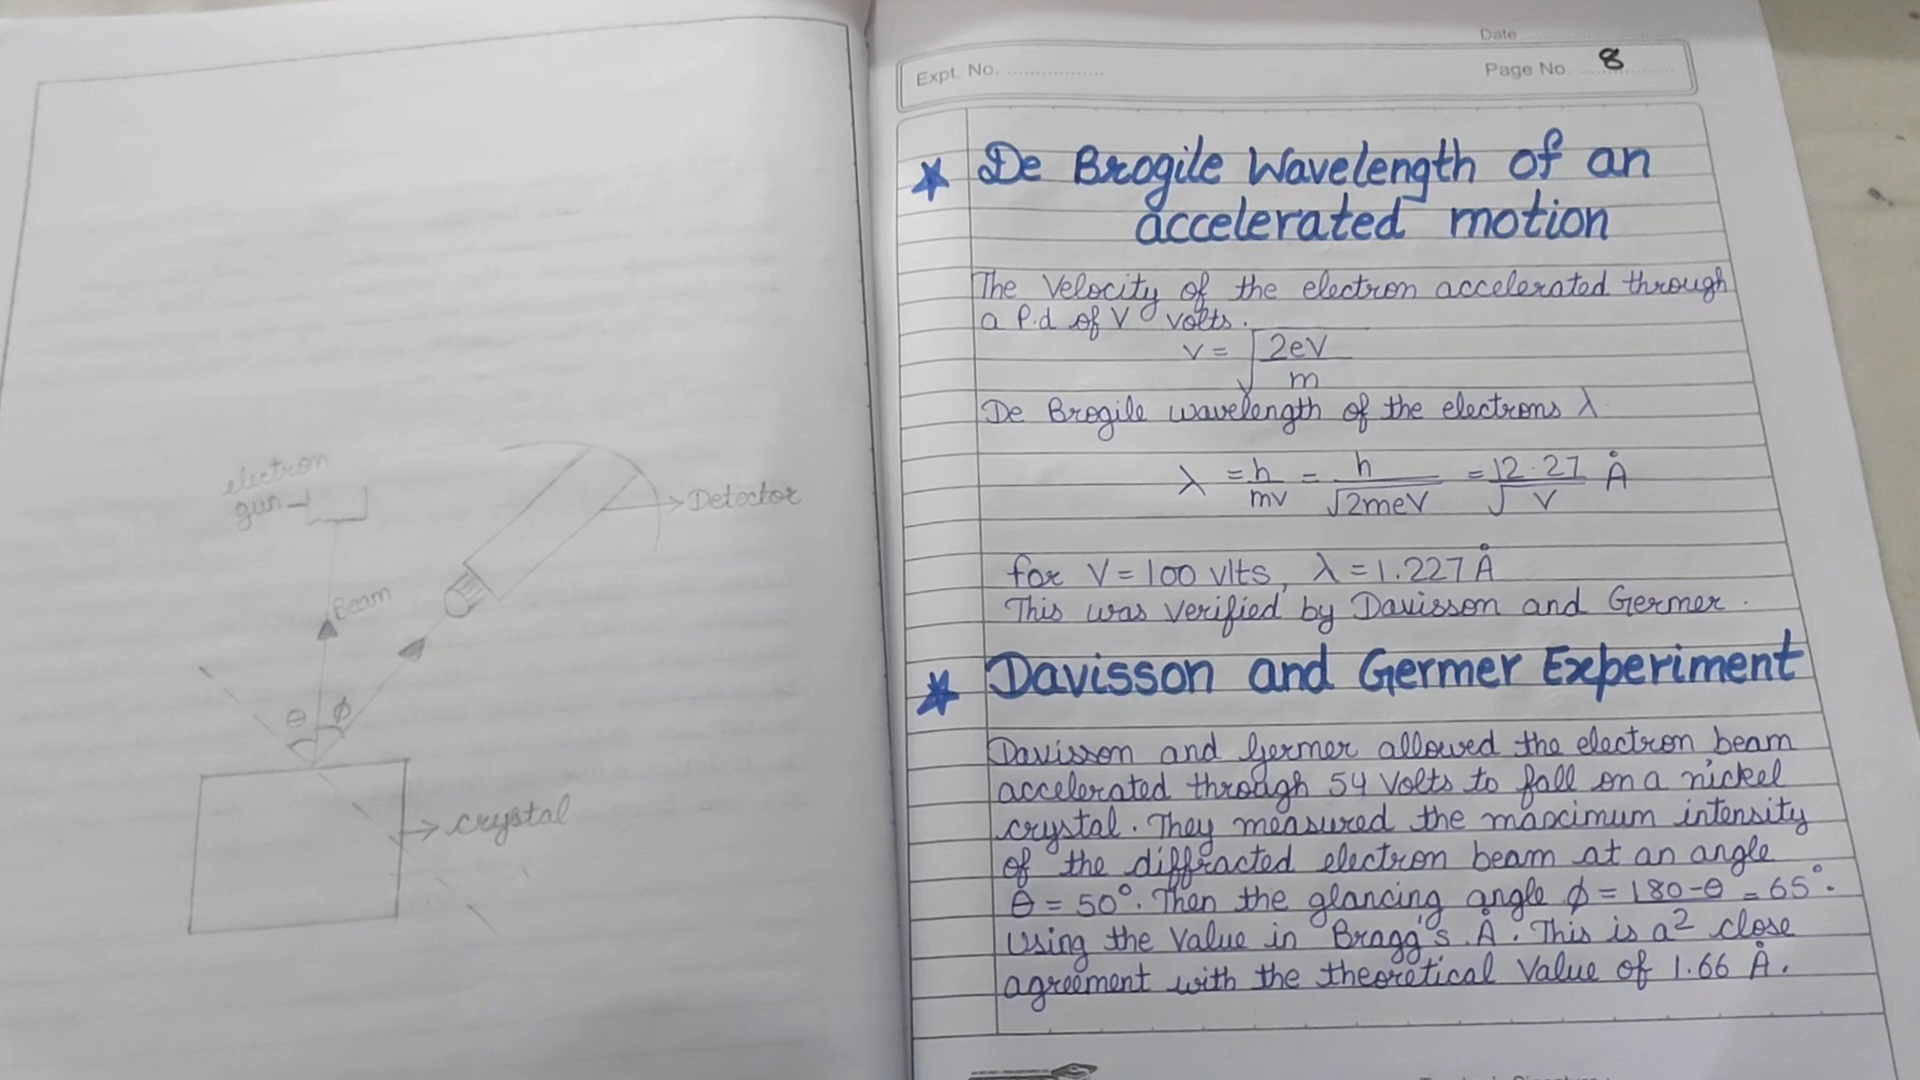 electron
gun
Detector
Beam
θ
φ
crystal
Date
Expt. No.
Page No. 8
De Brogile Wavelength of an
accelerated motion
The Velocity of the electron accelerated through
a P.d of V volts.
v = √2eV/m
De Brogile wavelength of the electrons λ
λ = h/mv = h/√2meV = 12.27/√V Å
for V = 100 vlts, λ = 1.227 Å
This was verified by Davisson and Germer.
Davisson and Germer Experiment
Davisson and Germer allowed the electron beam
accelerated through 54 Volts to fall on a nickel
crystal. They measured the maximum intensity
of the diffracted electron beam at an angle
θ = 50°. Then the glancing angle φ = 180-θ = 65°.
Using the Value in Bragg's Å. This is a2 close
agreement with the theoretical Value of 1.66 Å.